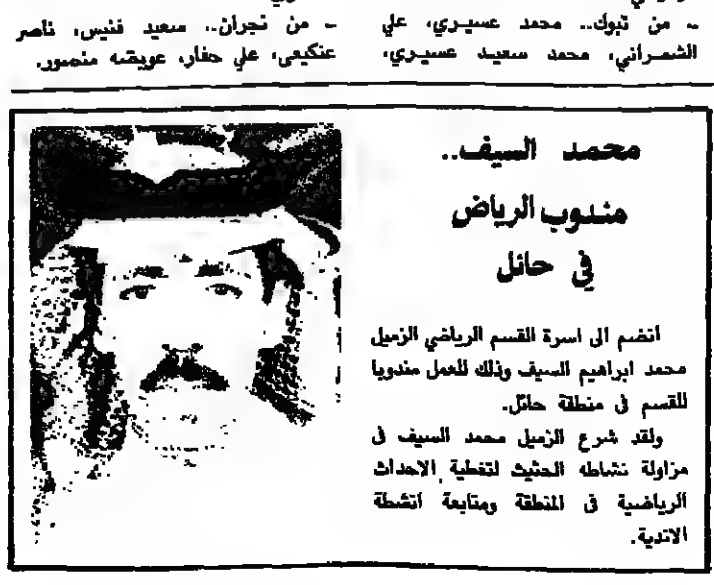 ـ من تبوك.. محمد عسيري، علي
الشمراني، محمد سعيد عسيري،
ـ من نجران.. سعيد فنيس، ناصر
عنكيعي، علي حفار، عويضه منصور.
محمد السيف..
مندوب الرياض
في حائل
انضم الى اسرة القسم الرياضي الزميل
محمد ابراهيم السيف وذلك للعمل مندوبا
للقسم في منطقة حائل.
ولقد شرع الزميل محمد السيف في
مزاولة نشاطه الحثيث لتغطية الاحداث
الرياضية في المنطقة ومتابعة انشطة
الاندية.